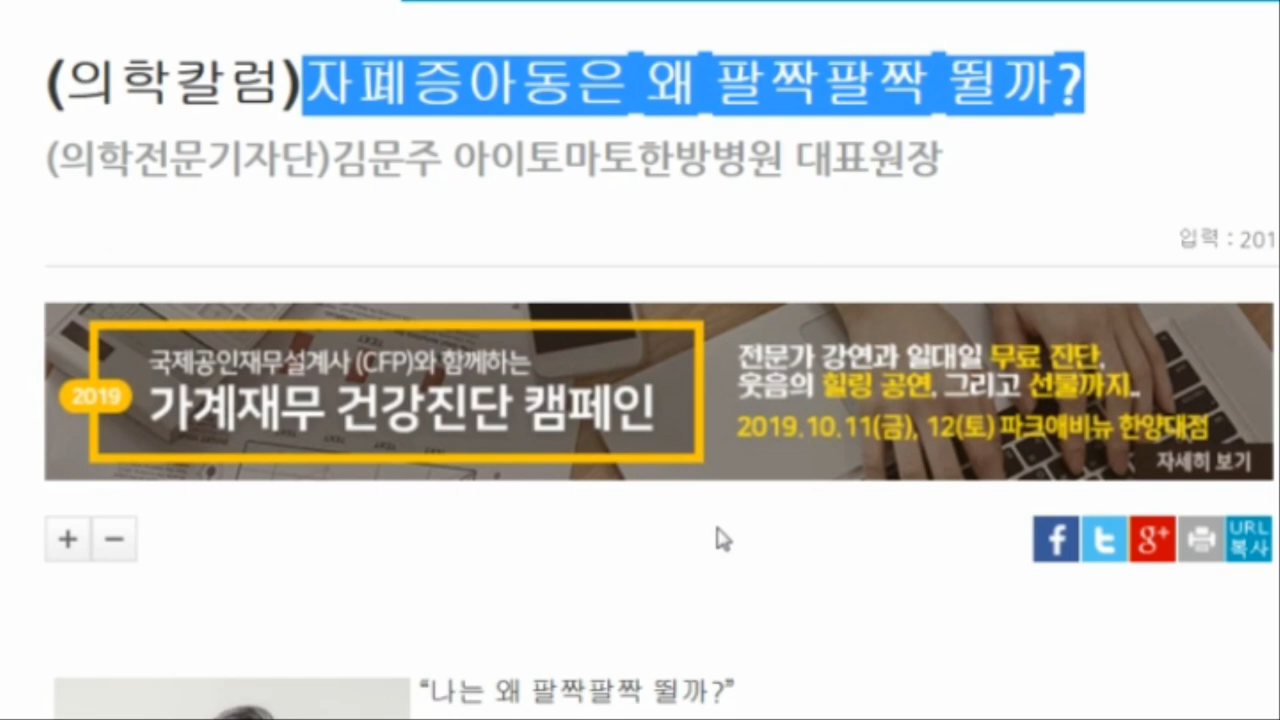 (의학칼럼)자폐증아동은 왜 팔짝팔짝 뛸까?
(의학전문기자단)김문주 아이토마토한방병원 대표원장
입력 : 201
2019
국제공인재무설계사 (CFP)와 함께하는
가계재무 건강진단 캠페인
전문가 강연과 일대일 무료 진단,
웃음의 힐링 공연, 그리고 선물까지..
2019.10.11(금), 12(토) 파크애비뉴 한양대점
자세히 보기
+ −
f t g+ URL
복사
“나는 왜 팔짝팔짝 뛸까?”